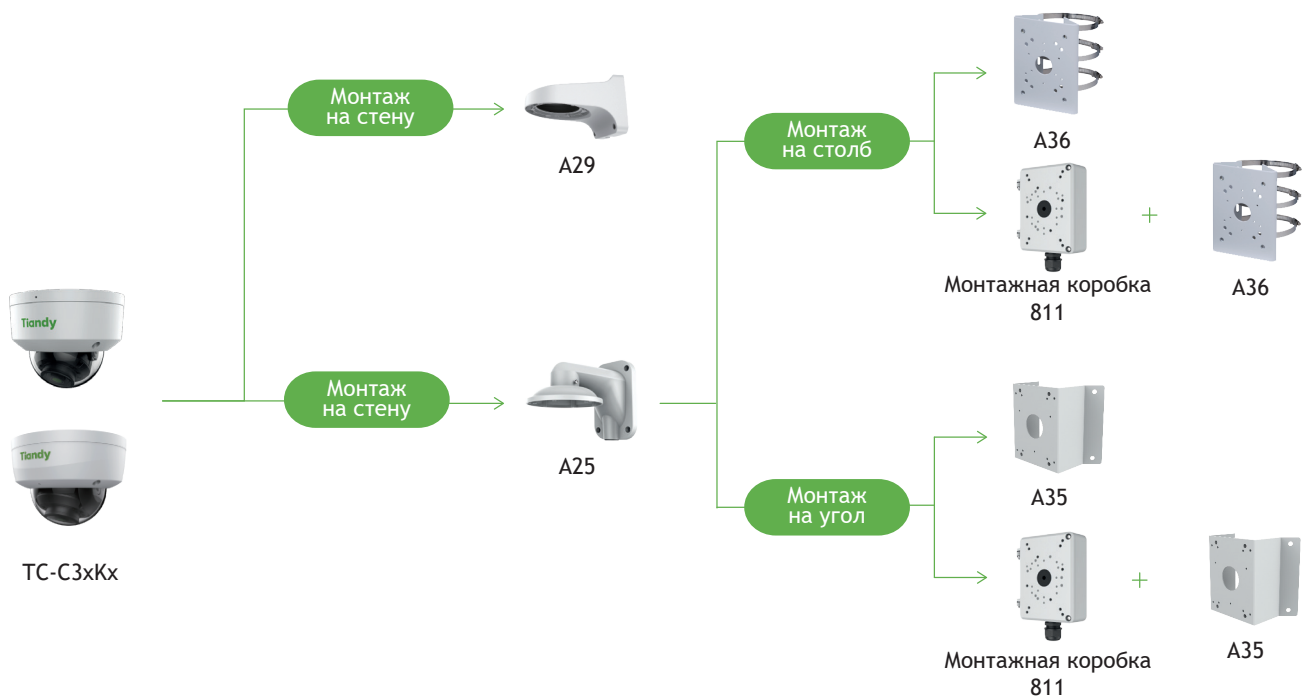 Монтаж
на стену
A29
Монтаж
на столб
A36
Монтажная коробка
811
+
A36
Tiandy
Tiandy
TC-C3xKx
Монтаж
на стену
A25
Монтаж
на угол
A35
Монтажная коробка
811
+
A35